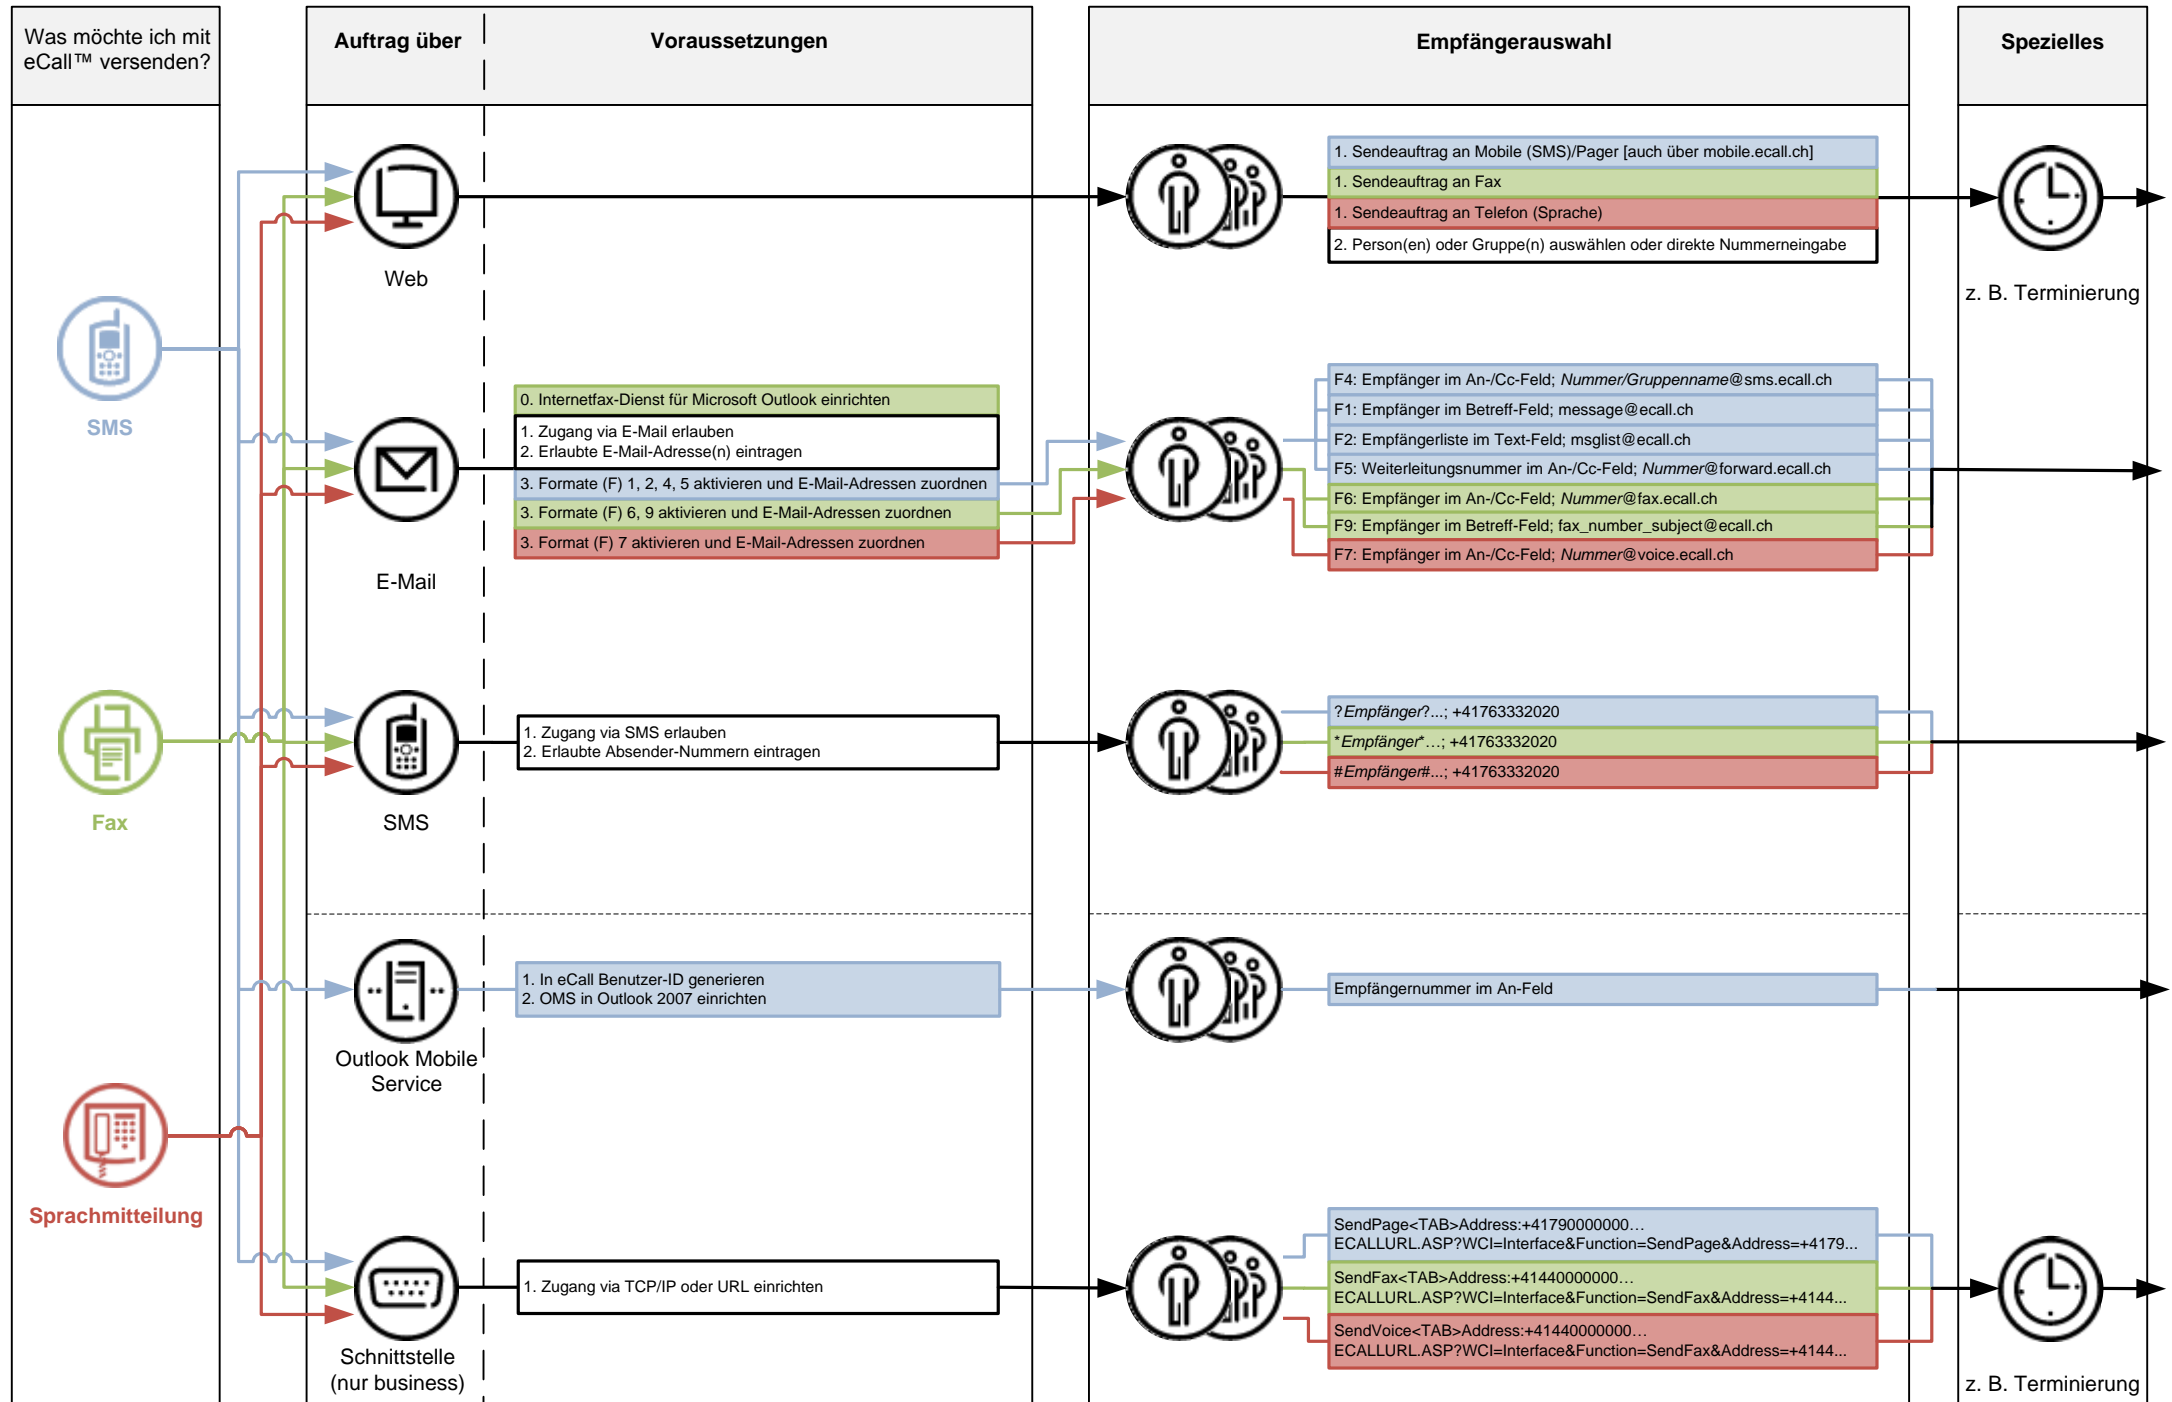 Was möchte ich mit
eCall™ versenden?
Auftrag über
Voraussetzungen
Empfängerauswahl
Spezielles
SMS
Fax
Sprachmitteilung
Web
1. Sendeauftrag an Mobile (SMS)/Pager [auch über mobile.ecall.ch]
1. Sendeauftrag an Fax
1. Sendeauftrag an Telefon (Sprache)
2. Person(en) oder Gruppe(n) auswählen oder direkte Nummerneingabe
z. B. Terminierung
E-Mail
0. Internetfax-Dienst für Microsoft Outlook einrichten
1. Zugang via E-Mail erlauben
2. Erlaubte E-Mail-Adresse(n) eintragen
3. Formate (F) 1, 2, 4, 5 aktivieren und E-Mail-Adressen zuordnen
3. Formate (F) 6, 9 aktivieren und E-Mail-Adressen zuordnen
3. Format (F) 7 aktivieren und E-Mail-Adressen zuordnen
F4: Empfänger im An-/Cc-Feld; Nummer/Gruppenname@sms.ecall.ch
F1: Empfänger im Betreff-Feld; message@ecall.ch
F2: Empfängerliste im Text-Feld; msglist@ecall.ch
F5: Weiterleitungsnummer im An-/Cc-Feld; Nummer@forward.ecall.ch
F6: Empfänger im An-/Cc-Feld; Nummer@fax.ecall.ch
F9: Empfänger im Betreff-Feld; fax_number_subject@ecall.ch
F7: Empfänger im An-/Cc-Feld; Nummer@voice.ecall.ch
SMS
1. Zugang via SMS erlauben
2. Erlaubte Absender-Nummern eintragen
?Empfänger?...; +41763332020
*Empfänger*…; +41763332020
#Empfänger#...; +41763332020
Outlook Mobile
Service
1. In eCall Benutzer-ID generieren
2. OMS in Outlook 2007 einrichten
Empfängernummer im An-Feld
Schnittstelle
(nur business)
1. Zugang via TCP/IP oder URL einrichten
SendPage<TAB>Address:+41790000000…
ECALLURL.ASP?WCI=Interface&Function=SendPage&Address=+4179...
SendFax<TAB>Address:+41440000000…
ECALLURL.ASP?WCI=Interface&Function=SendFax&Address=+4144...
SendVoice<TAB>Address:+41440000000…
ECALLURL.ASP?WCI=Interface&Function=SendFax&Address=+4144...
z. B. Terminierung